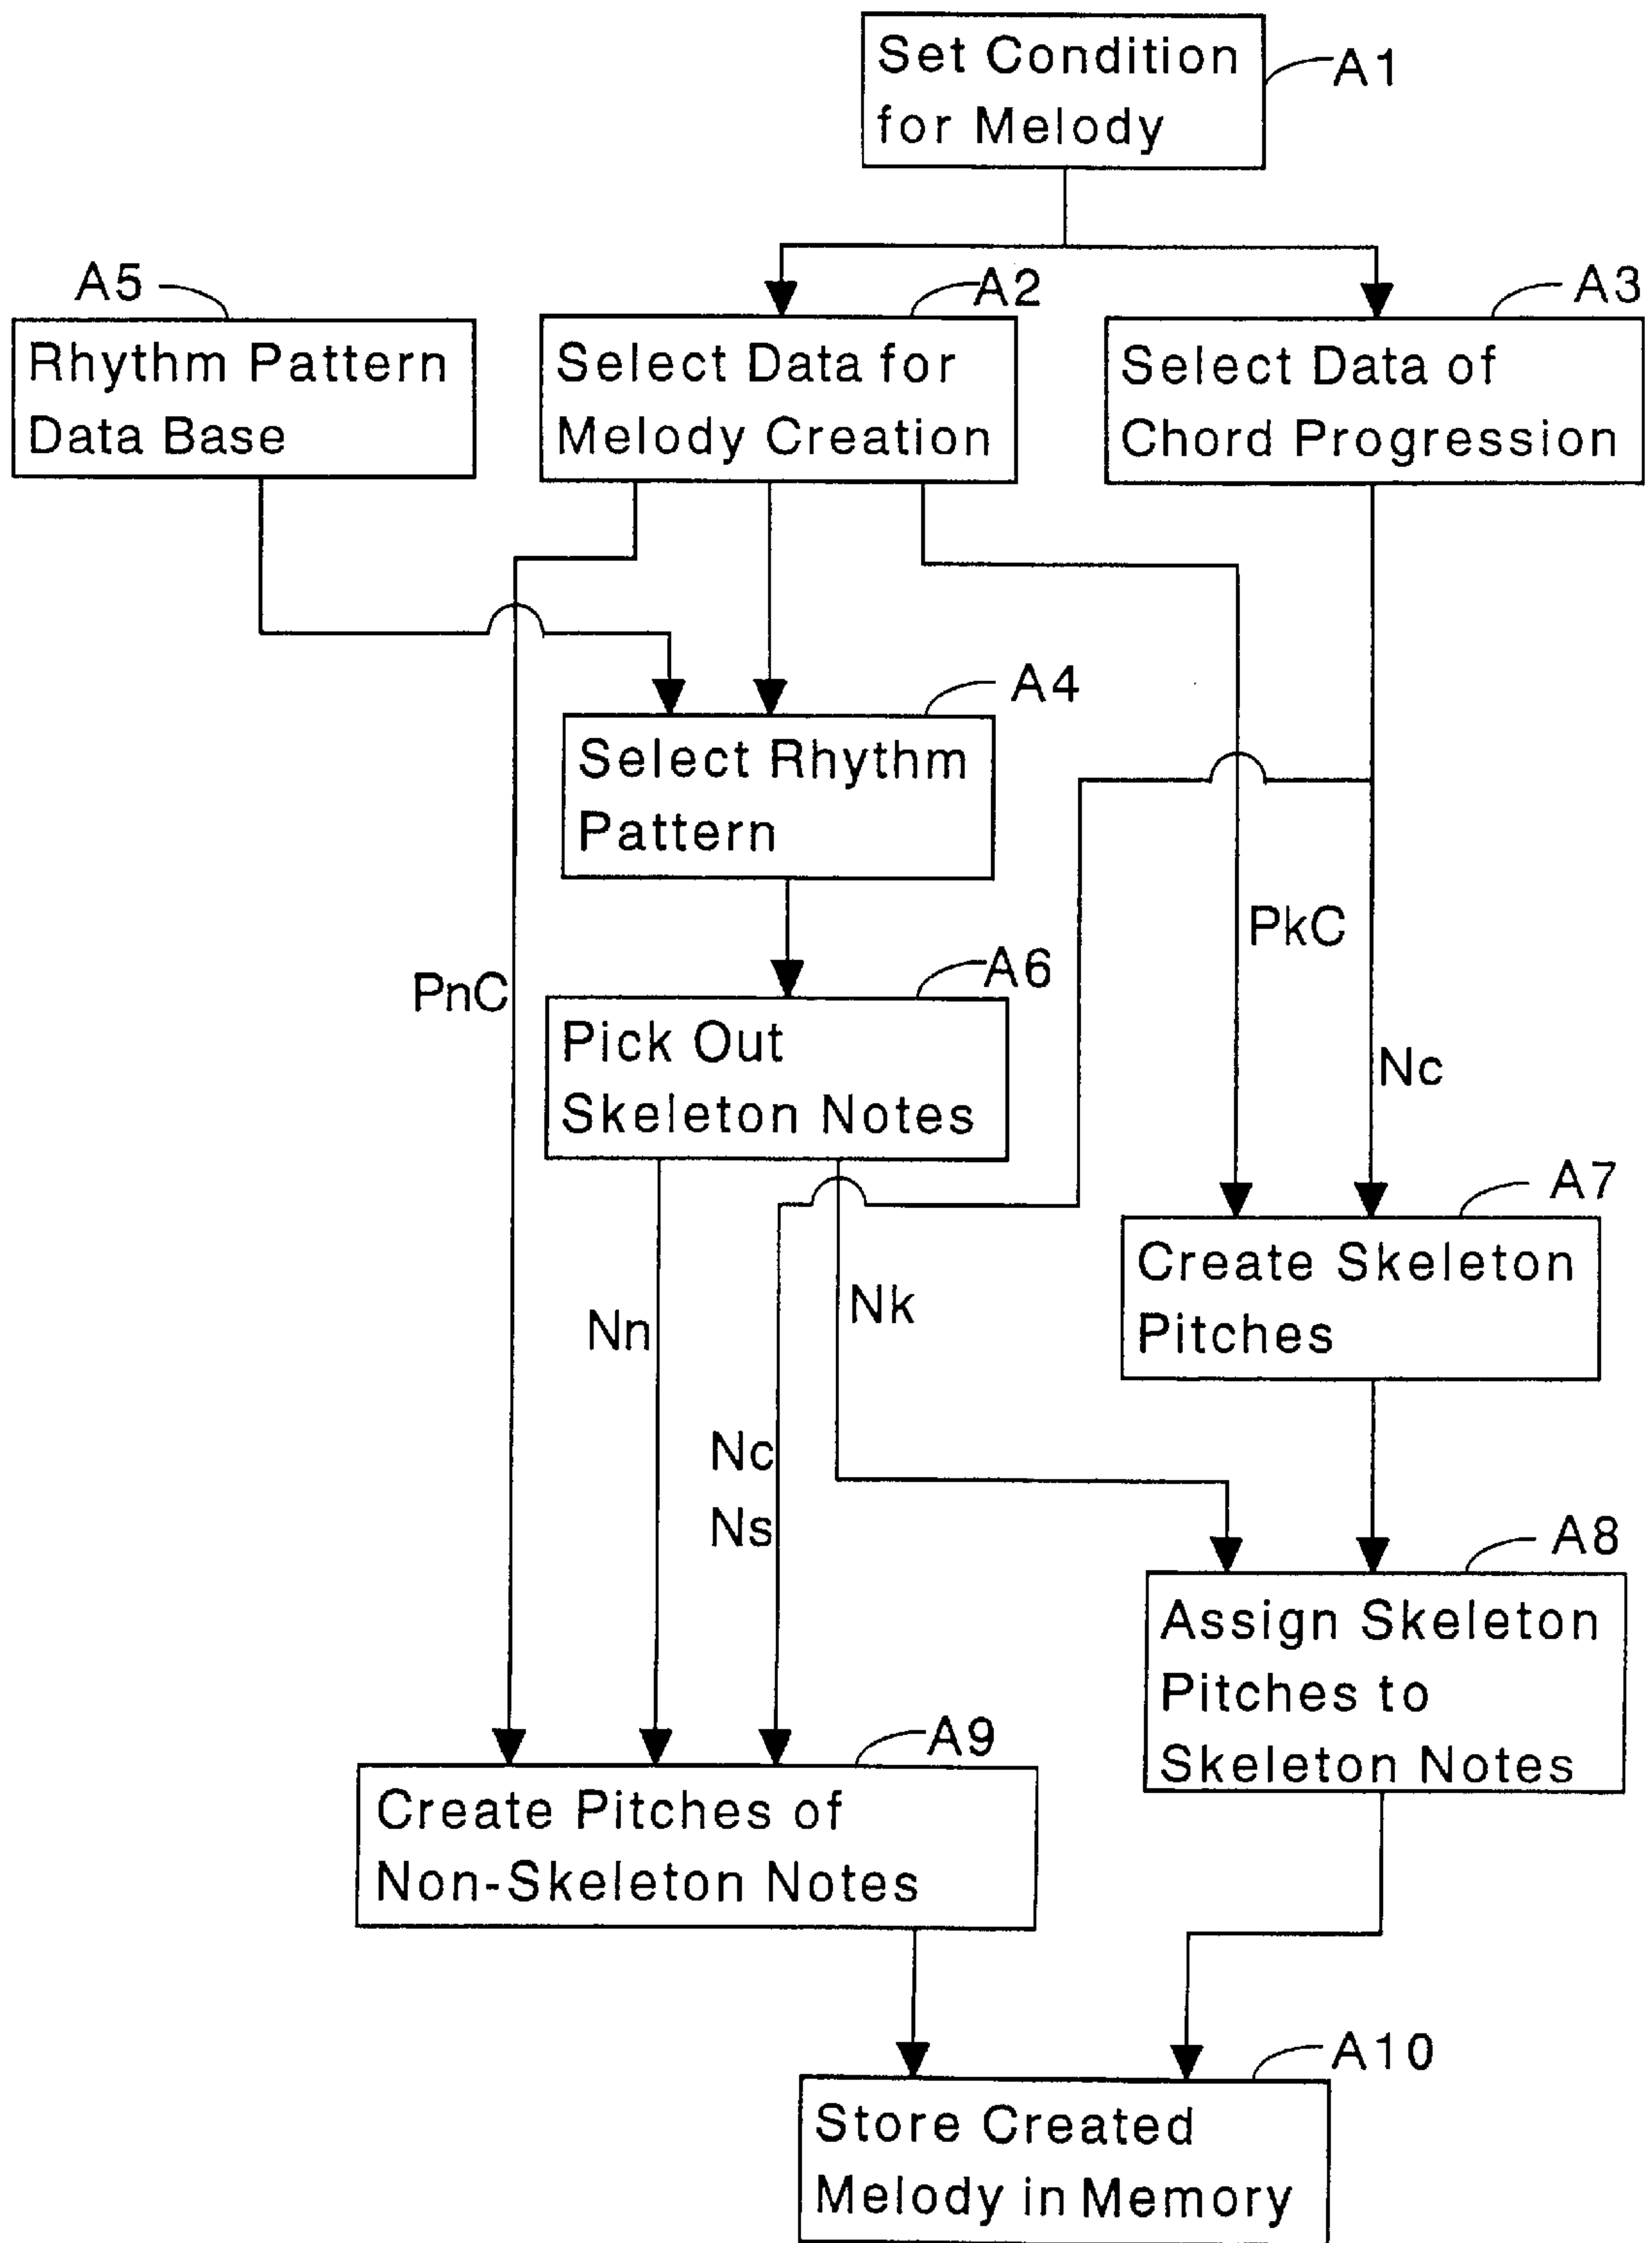 Set Condition
for Melody
A1
A5
A2
A3
Rhythm Pattern
Data Base
Select Data for
Melody Creation
Select Data of
Chord Progression
A4
Select Rhythm
Pattern
PkC
PnC
A6
Pick Out
Skeleton Notes
Nc
A7
Create Skeleton
Pitches
Nk
Nn
Nc
Ns
A8
Assign Skeleton
Pitches to
Skeleton Notes
A9
Create Pitches of
Non-Skeleton Notes
A10
Store Created
Melody in Memory